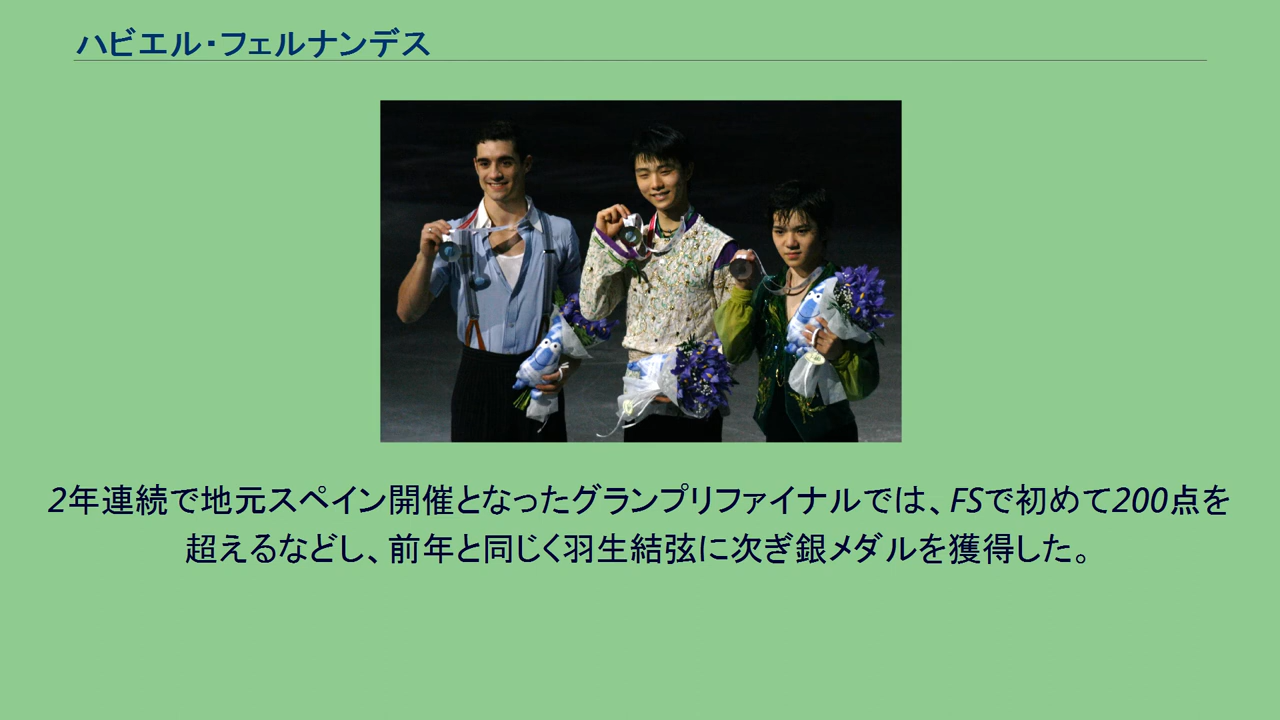 ハビエル・フェルナンデス
2年連続で地元スペイン開催となったグランプリファイナルでは、FSで初めて200点を
超えるなどし、前年と同じく羽生結弦に次ぎ銀メダルを獲得した。